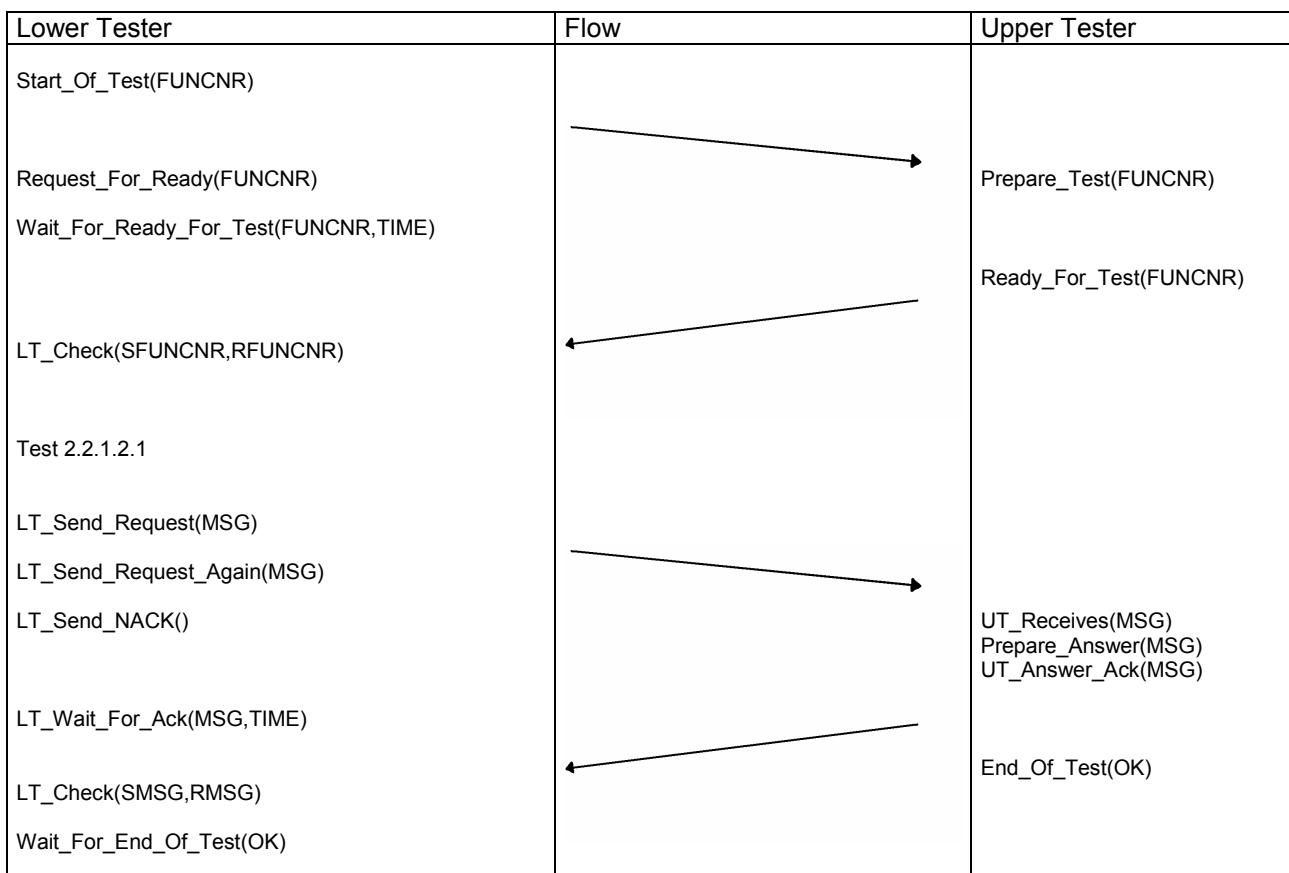 Lower Tester
Flow
Upper Tester
Start_Of_Test(FUNCNR)
Request_For_Ready(FUNCNR)
Prepare_Test(FUNCNR)
Wait_For_Ready_For_Test(FUNCNR,TIME)
Ready_For_Test(FUNCNR)
LT_Check(SFUNCNR,RFUNCNR)
Test 2.2.1.2.1
LT_Send_Request(MSG)
LT_Send_Request_Again(MSG)
LT_Send_NACK()
UT_Receives(MSG)
Prepare_Answer(MSG)
UT_Answer_Ack(MSG)
LT_Wait_For_Ack(MSG,TIME)
End_Of_Test(OK)
LT_Check(SMSG,RMSG)
Wait_For_End_Of_Test(OK)